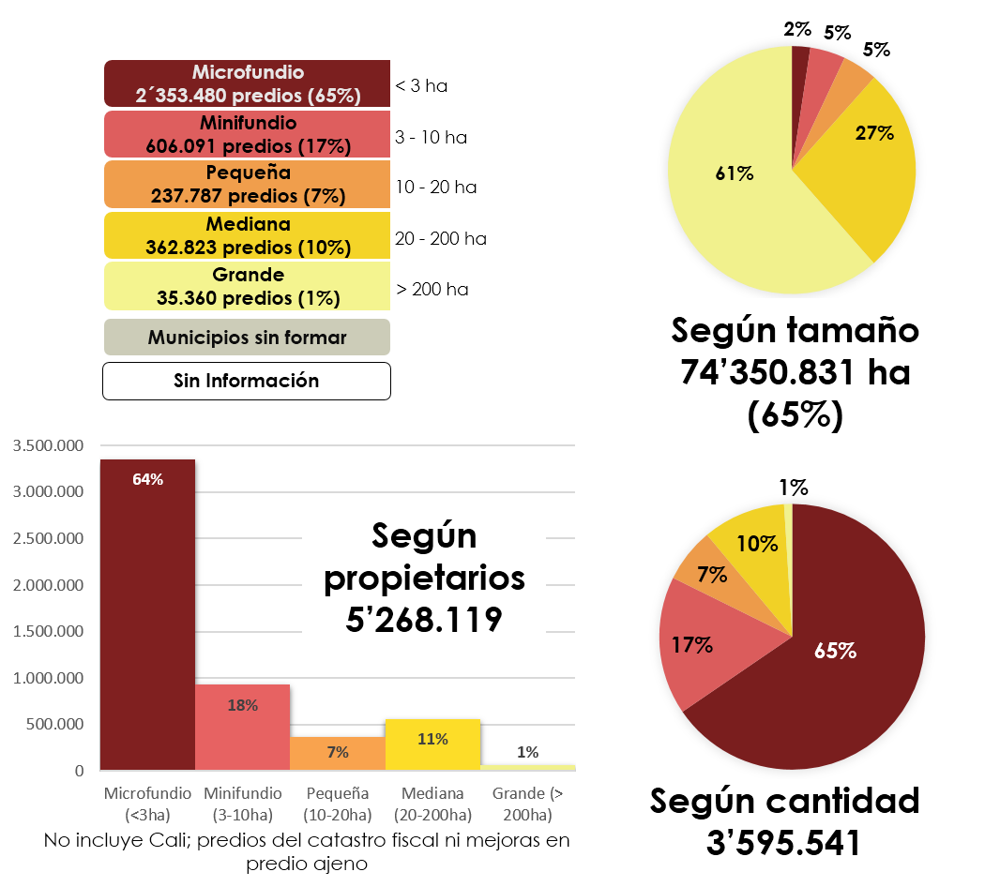 Microfundio
2´353.480 predios (65%)
< 3 ha
Minifundio
606.091 predios (17%)
3 - 10 ha
Pequeña
237.787 predios (7%)
10 - 20 ha
Mediana
362.823 predios (10%)
20 - 200 ha
Grande
35.360 predios (1%)
> 200 ha
Municipios sin formar
Sin Información
2%
5%
5%
27%
61%
Según tamaño
74’350.831 ha
(65%)
3.500.000
3.000.000
2.500.000
2.000.000
1.500.000
1.000.000
500.000
0
64%
18%
7%
11%
1%
Según
propietarios
5’268.119
Microfundio
(<3ha)
Minifundio
(3-10ha)
Pequeña
(10-20ha)
Mediana
(20-200ha)
Grande (>
200ha)
No incluye Cali; predios del catastro fiscal ni mejoras en
predio ajeno
1%
10%
7%
17%
65%
Según cantidad
3’595.541